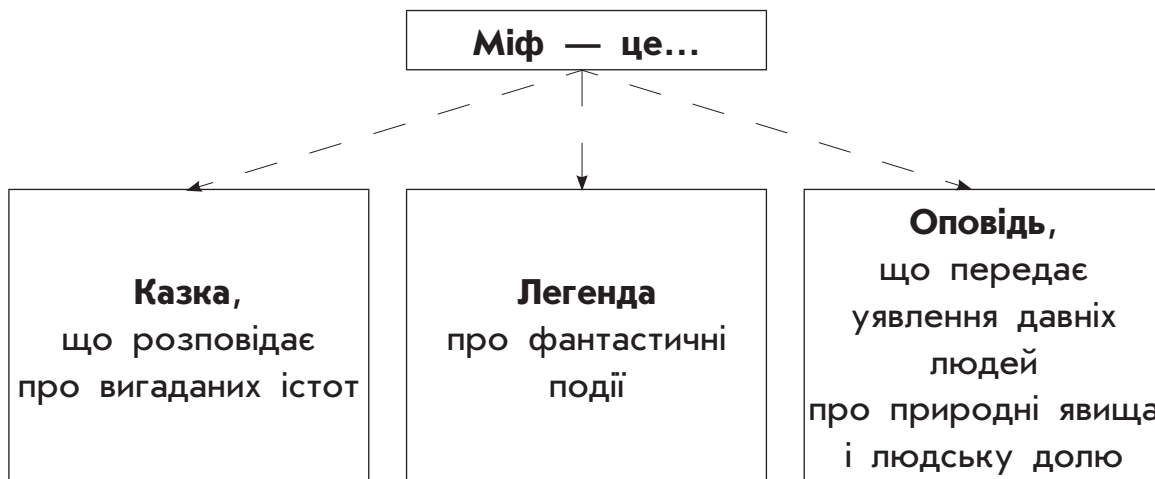 Міф — це...
Казка,
що розповідає
про вигаданих істот
Легенда
про фантастичні
події
Оповідь,
що передає
уявлення давніх
людей
про природні явища
і людську долю